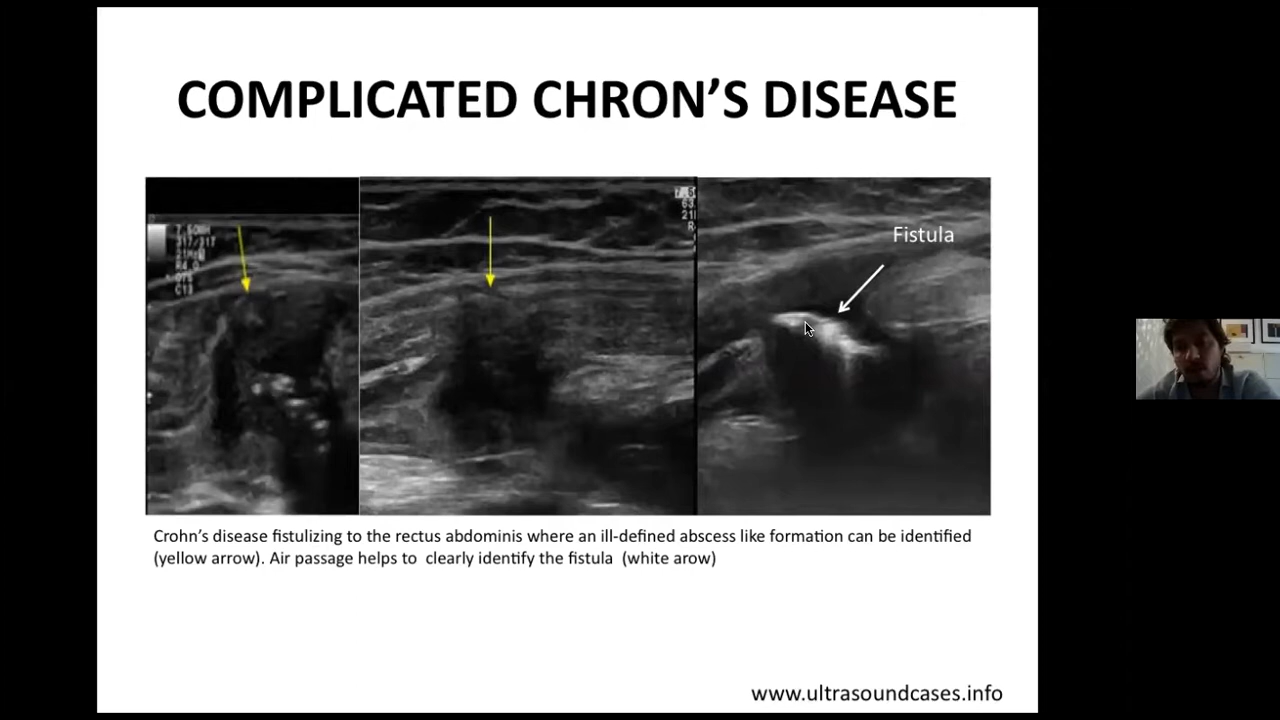 COMPLICATED CHRON’S DISEASE
Fistula
Crohn’s disease fistulizing to the rectus abdominis where an ill-defined abscess like formation can be identified
(yellow arrow). Air passage helps to  clearly identify the fistula  (white arow)
www.ultrasoundcases.info